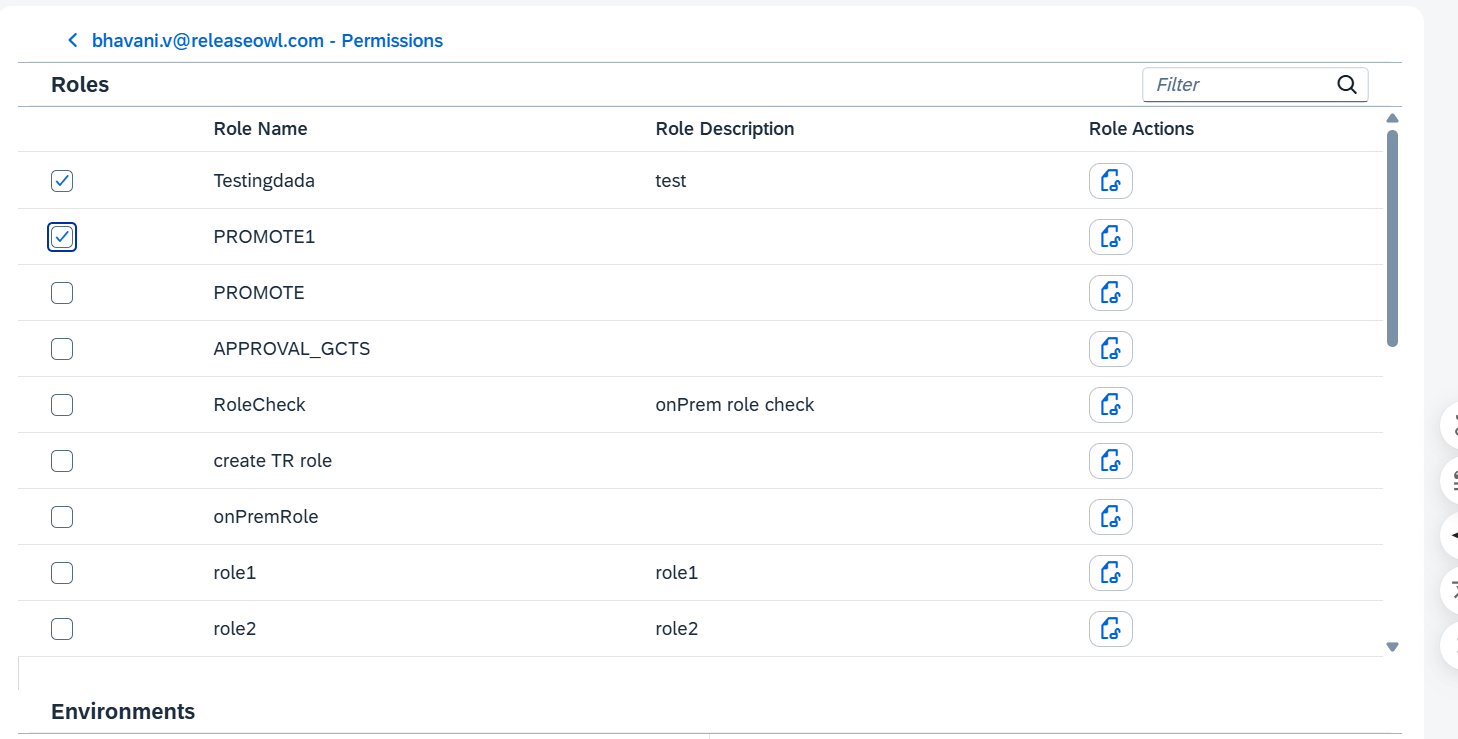 bhavani.v@releaseowl.com - Permissions
Roles
Filter
Role Name Role Description Role Actions
Testingdada test
PROMOTE1
PROMOTE
APPROVAL_GCTS
RoleCheck onPrem role check
create TR role
onPremRole
role1 role1
role2 role2
Environments